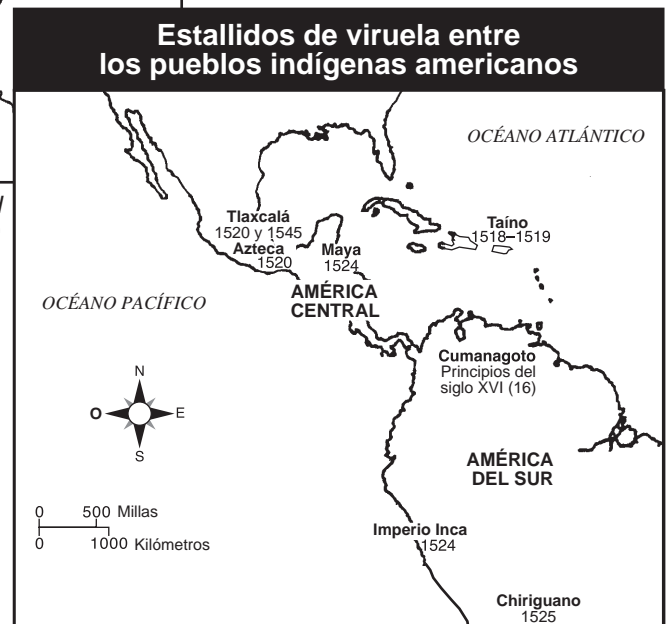 Estallidos de viruela entre
los pueblos indígenas americanos
OCÉANO ATLÁNTICO
Tlaxcalá
1520 y 1545
Azteca
1520
Maya
1524
Taíno
1518–1519
AMÉRICA
CENTRAL
OCÉANO PACÍFICO
Cumanagoto
Principios del
siglo XVI (16)
N
O
E
S
AMÉRICA
DEL SUR
0 500 Millas
0 1000 Kilómetros
Imperio Inca
1524
Chiriguano
1525